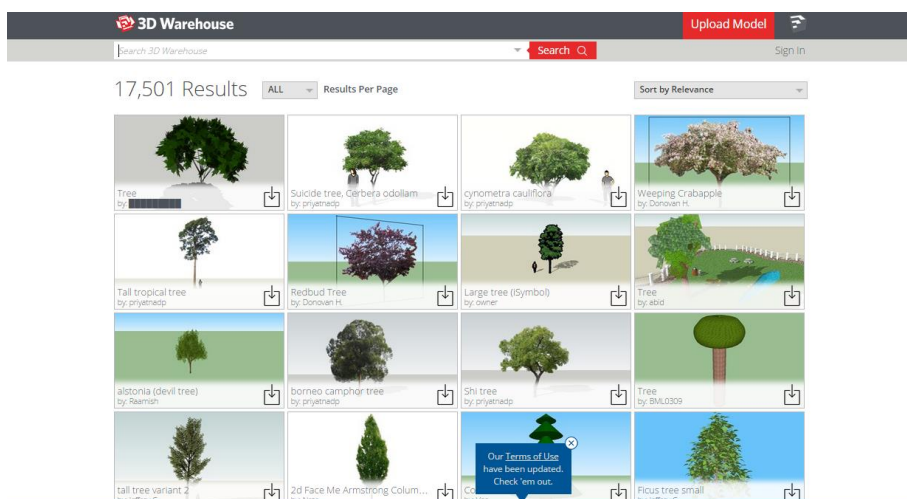 3D Warehouse
Upload Model
Search 3D Warehouse
Search
Sign In
17,501 Results
ALL
Results Per Page
Sort by Relevance
Tree
by:
Suicide tree, Cerbera odollam
by: priyatnadp
cynometra cauliflora
by: priyatnadp
Weeping Crabapple
by: Donovan H.
Tall tropical tree
by: priyatnadp
Redbud Tree
by: Donovan H.
Large tree (iSymbol)
by: owner
Tree
by: abid
alstonia (devil tree)
by: Raamish
borneo camphor tree
by: priyatnadp
Shi tree
by: priyatnadp
Tree
by: BML0309
tall tree variant 2
2d Face Me Armstrong Colum...
Co
Our Terms of Use
have been updated.
Check 'em out.
Ficus tree small